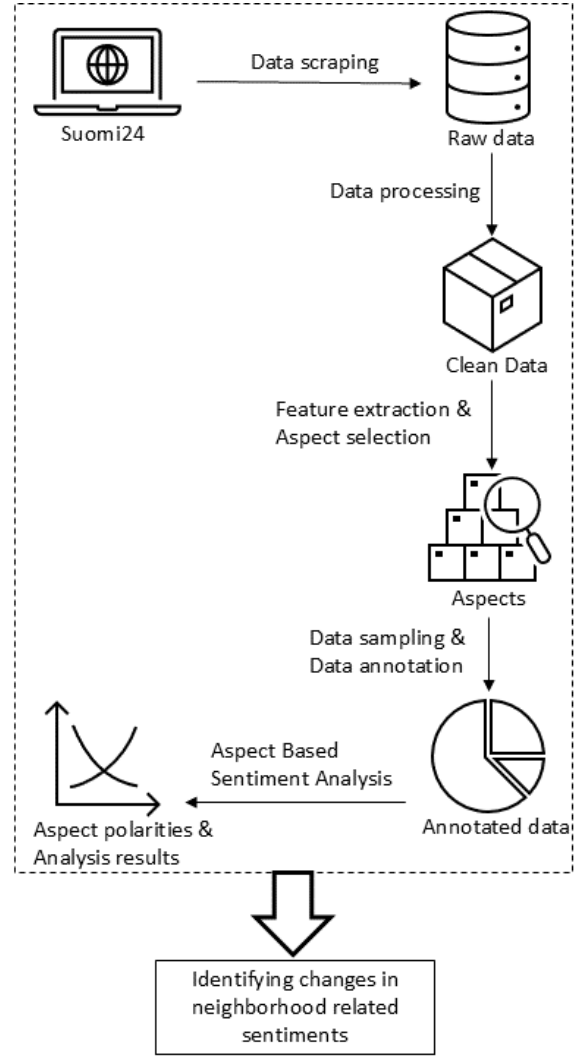 Data scraping
Suomi24
Raw data
Data processing
Clean Data
Feature extraction &
Aspect selection
Aspects
Data sampling &
Data annotation
Annotated data
Aspect Based
Sentiment Analysis
Aspect polarities &
Analysis results
Identifying changes in
neighborhood related
sentiments